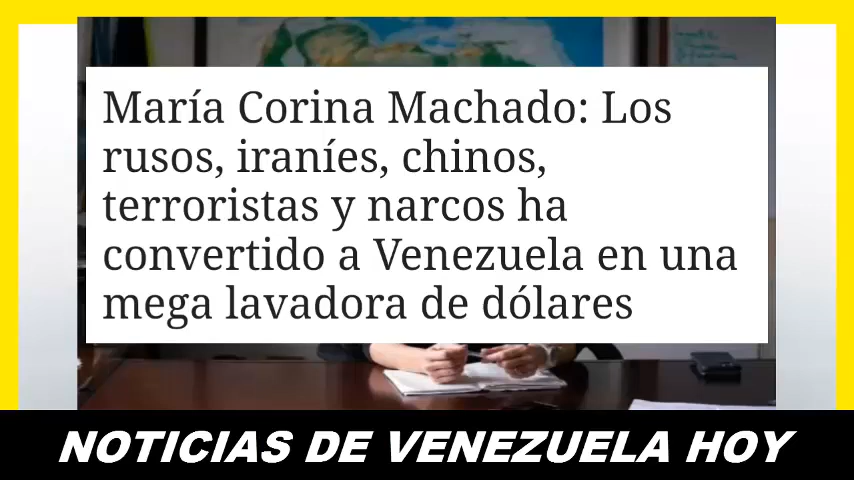 María Corina Machado: Los
rusos, iraníes, chinos,
terroristas y narcos ha
convertido a Venezuela en una
mega lavadora de dólares
NOTICIAS DE VENEZUELA HOY